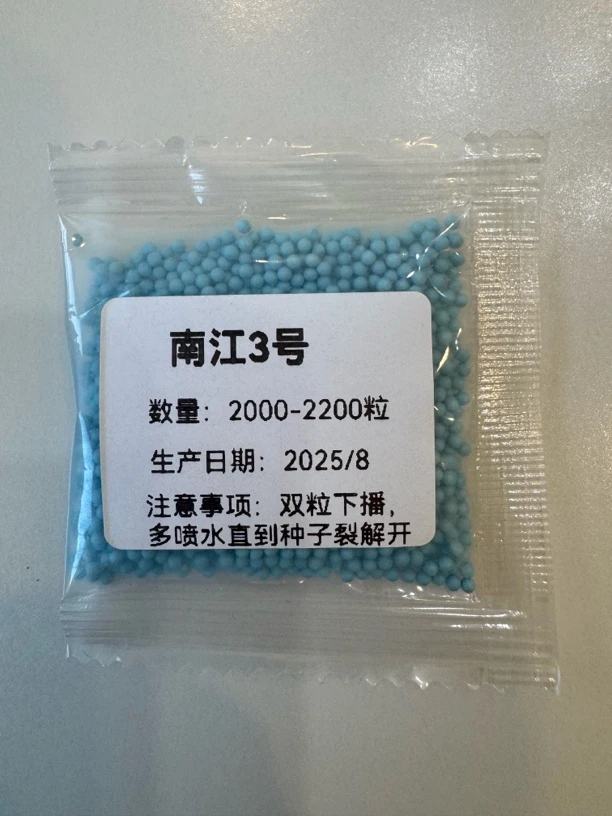 南江3号
数量：2000-2200粒
生产日期：2025/8
注意事项：双粒下播，
多喷水直到种子裂解开